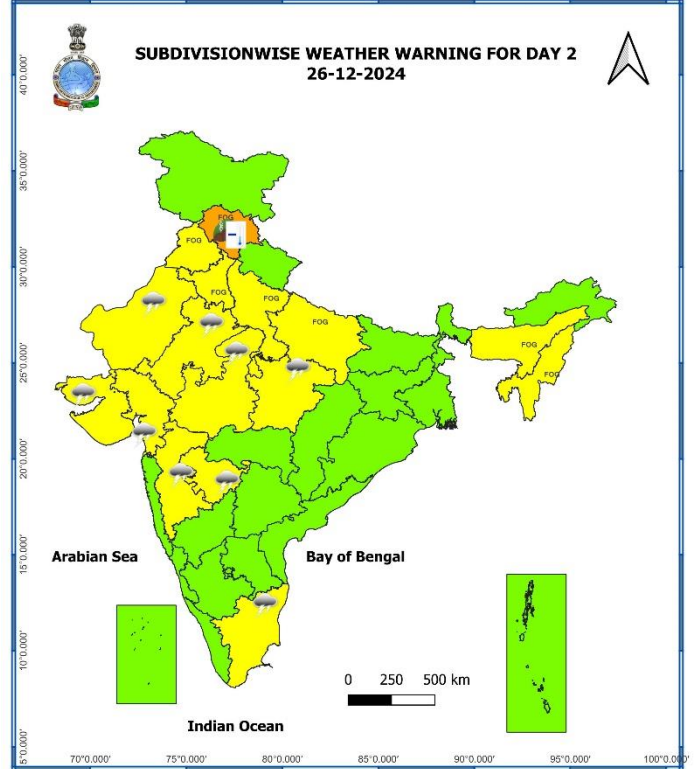 SUBDIVISIONWISE WEATHER WARNING FOR DAY 2
26-12-2024
40°0.000'
35°0.000'
30°0.000'
25°0.000'
20°0.000'
15°0.000'
10°0.000'
5°0.000'
FOG
FOG
FOG
FOG
FOG
FOG
FOG
Arabian Sea
Bay of Bengal
0 250 500 km
Indian Ocean
70°0.000' 75°0.000' 80°0.000' 85°0.000' 90°0.000' 95°0.000' 100°0.000'